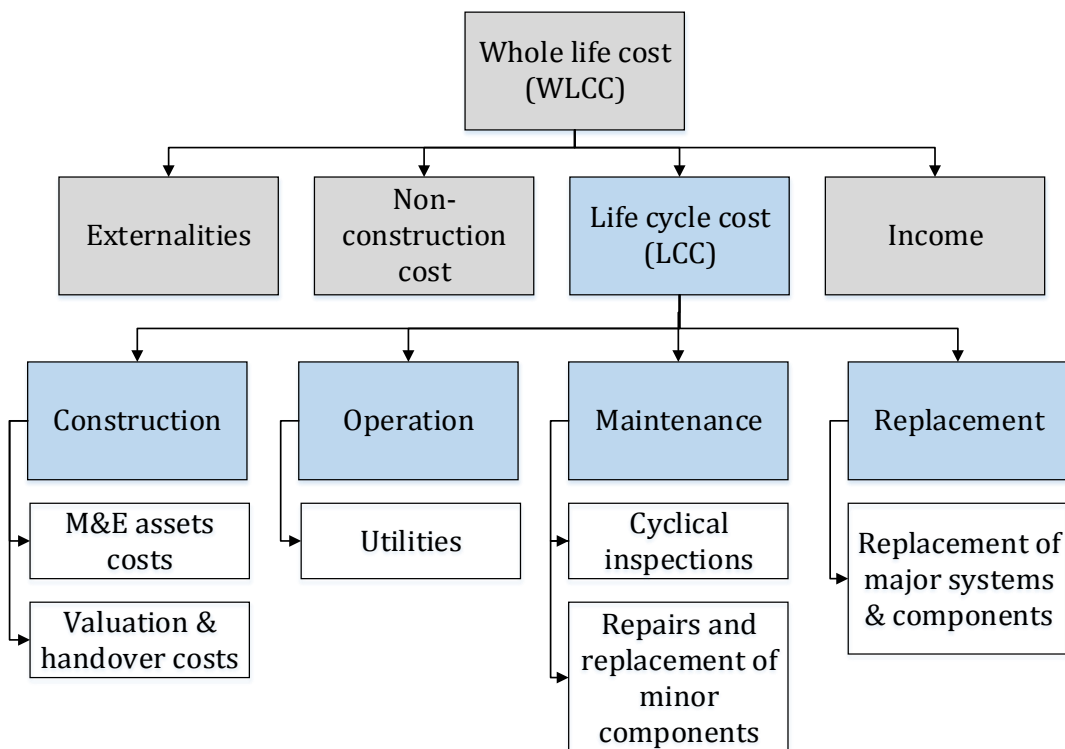 Whole life cost
(WLCC)
Externalities
Non-
construction
cost
Life cycle cost
(LCC)
Income
Construction
Operation
Maintenance
Replacement
M&E assets
costs
Valuation &
handover costs
Utilities
Cyclical
inspections
Repairs and
replacement of
minor
components
Replacement of
major systems
& components